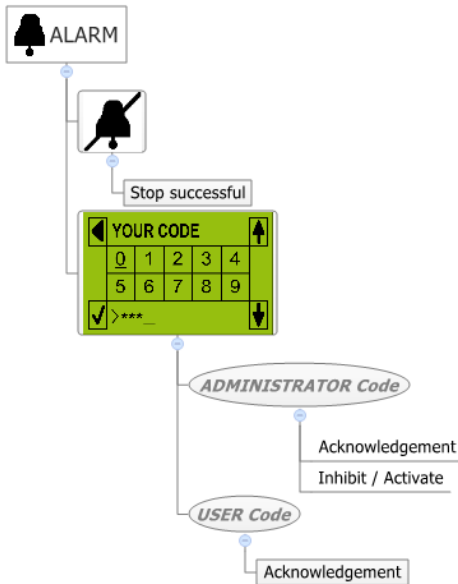 ALARM
Stop successful
YOUR CODE
0 1 2 3 4
5 6 7 8 9
>***_
ADMINISTRATOR Code
Acknowledgement
Inhibit / Activate
USER Code
Acknowledgement